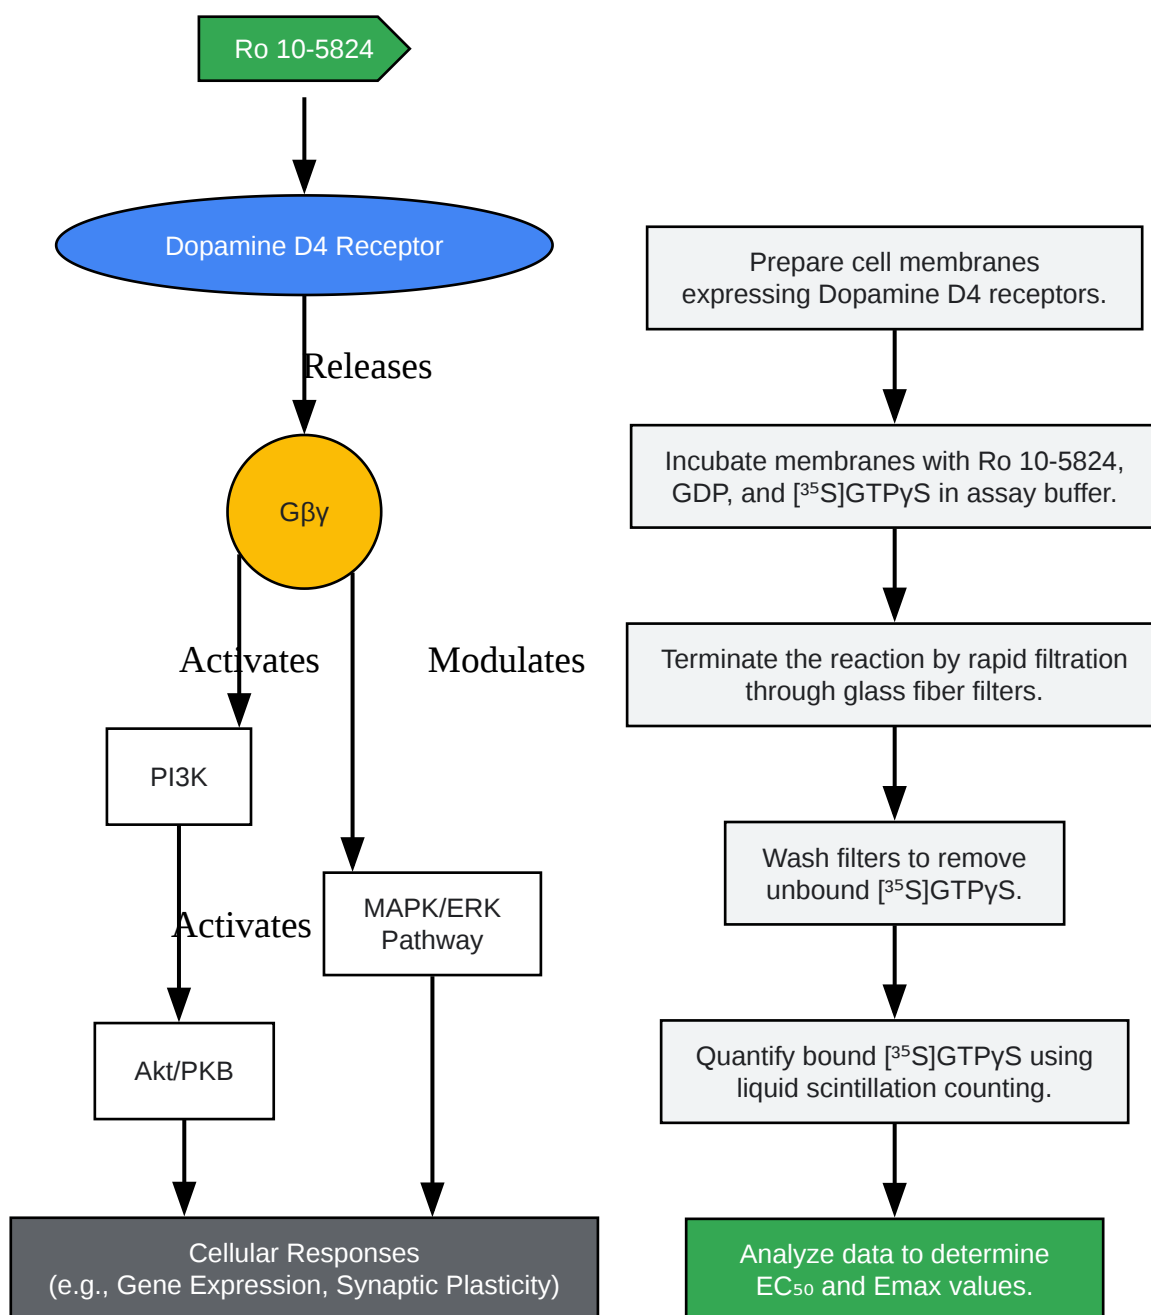 Ro 10-5824
Dopamine D4 Receptor
Releases
Gβγ
Activates
Modulates
PI3K
Activates
MAPK/ERK
Pathway
Akt/PKB
Cellular Responses
(e.g., Gene Expression, Synaptic Plasticity)
Prepare cell membranes
expressing Dopamine D4 receptors.
Incubate membranes with Ro 10-5824,
GDP, and [³⁵S]GTPγS in assay buffer.
Terminate the reaction by rapid filtration
through glass fiber filters.
Wash filters to remove
unbound [³⁵S]GTPγS.
Quantify bound [³⁵S]GTPγS using
liquid scintillation counting.
Analyze data to determine
EC₅₀ and Emax values.